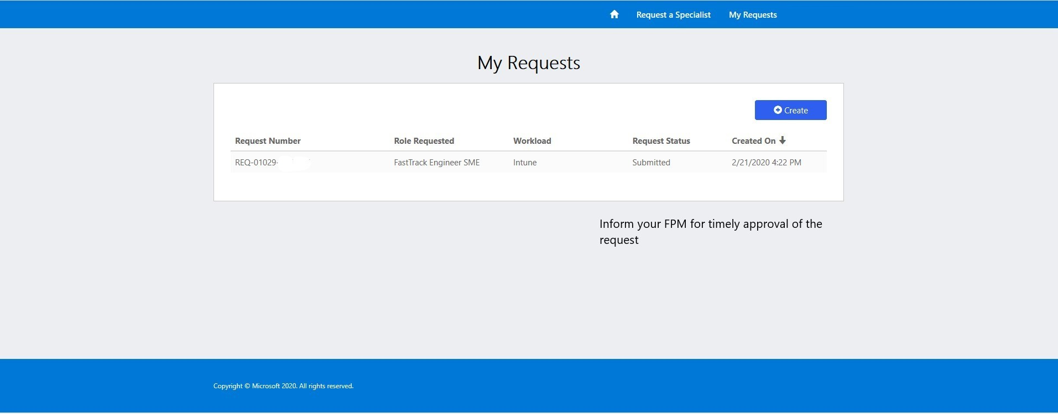 Request a Specialist My Requests
My Requests
Create
Request Number Role Requested Workload Request Status Created On
REQ-01029- FastTrack Engineer SME Intune Submitted 2/21/2020 4:22 PM
Inform your FPM for timely approval of the
request
Copyright © Microsoft 2020. All rights reserved.